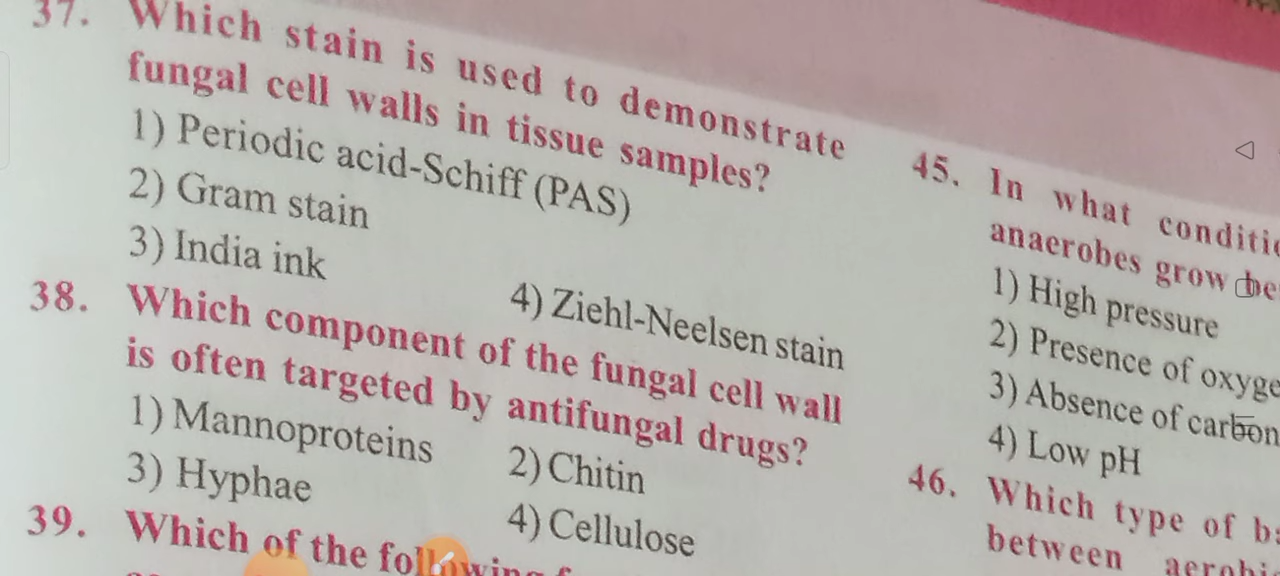 37. Which stain is used to demonstrate
fungal cell walls in tissue samples?
1) Periodic acid-Schiff (PAS)
2) Gram stain
3) India ink
4) Ziehl-Neelsen stain
38. Which component of the fungal cell wall
is often targeted by antifungal drugs?
1) Mannoproteins
2) Chitin
3) Hyphae
4) Cellulose
39. Which of the following
45. In what
anaerobes grow
1) High pressure
2) Presence of
3) Absence of
4) Low pH
46. Which type of
between